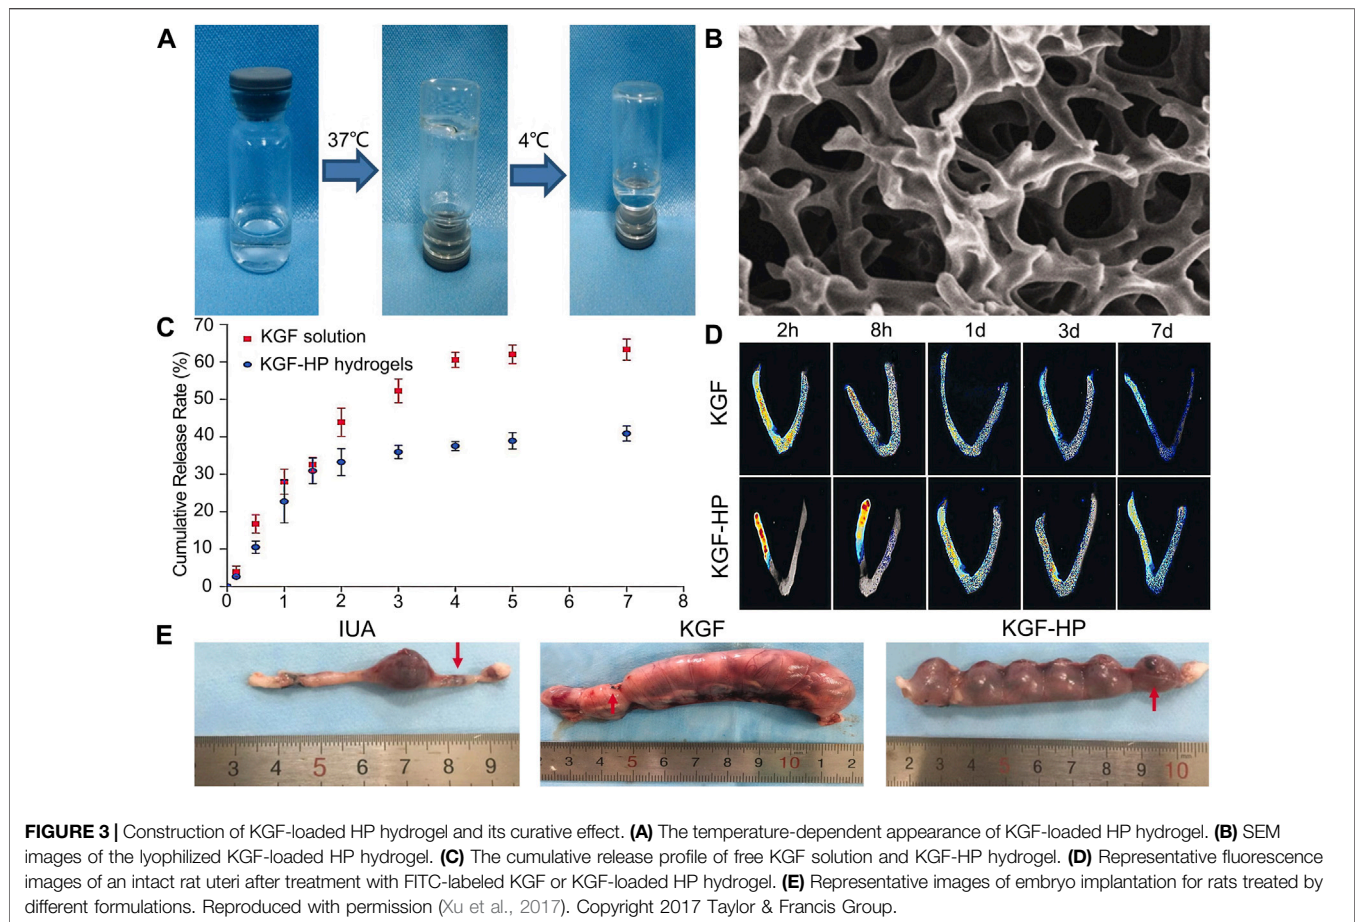 A
37℃
4℃
B
C
70
60
50
40
30
20
10
0
Cumulative Release Rate (%)
KGF solution
KGF-HP hydrogels
0 1 2 3 4 5 6 7 8
D
2h 8h 1d 3d 7d
KGF
KGF-HP
E
IUA KGF KGF-HP
3 4 5 6 7 8 9
3 4 5 6 7 8 9 10 1 2
2 3 4 5 6 7 8 9 10
FIGURE 3 | Construction of KGF-loaded HP hydrogel and its curative effect. (A) The temperature-dependent appearance of KGF-loaded HP hydrogel. (B) SEM
images of the lyophilized KGF-loaded HP hydrogel. (C) The cumulative release profile of free KGF solution and KGF-HP hydrogel. (D) Representative fluorescence
images of an intact rat uteri after treatment with FITC-labeled KGF or KGF-loaded HP hydrogel. (E) Representative images of embryo implantation for rats treated by
different formulations. Reproduced with permission (Xu et al., 2017). Copyright 2017 Taylor & Francis Group.